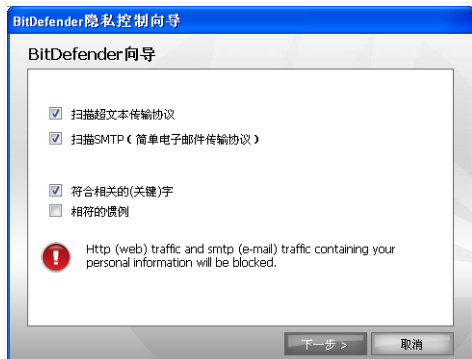 BitDefender隐私控制向导
BitDefender向导
扫描超文本传输协议
扫描SMTP(简单电子邮件传输协议)
符合相关的(关键)字
相符的惯例
Http (web) traffic and smtp (e-mail) traffic containing your
personal information will be blocked.
下一步 >
取消